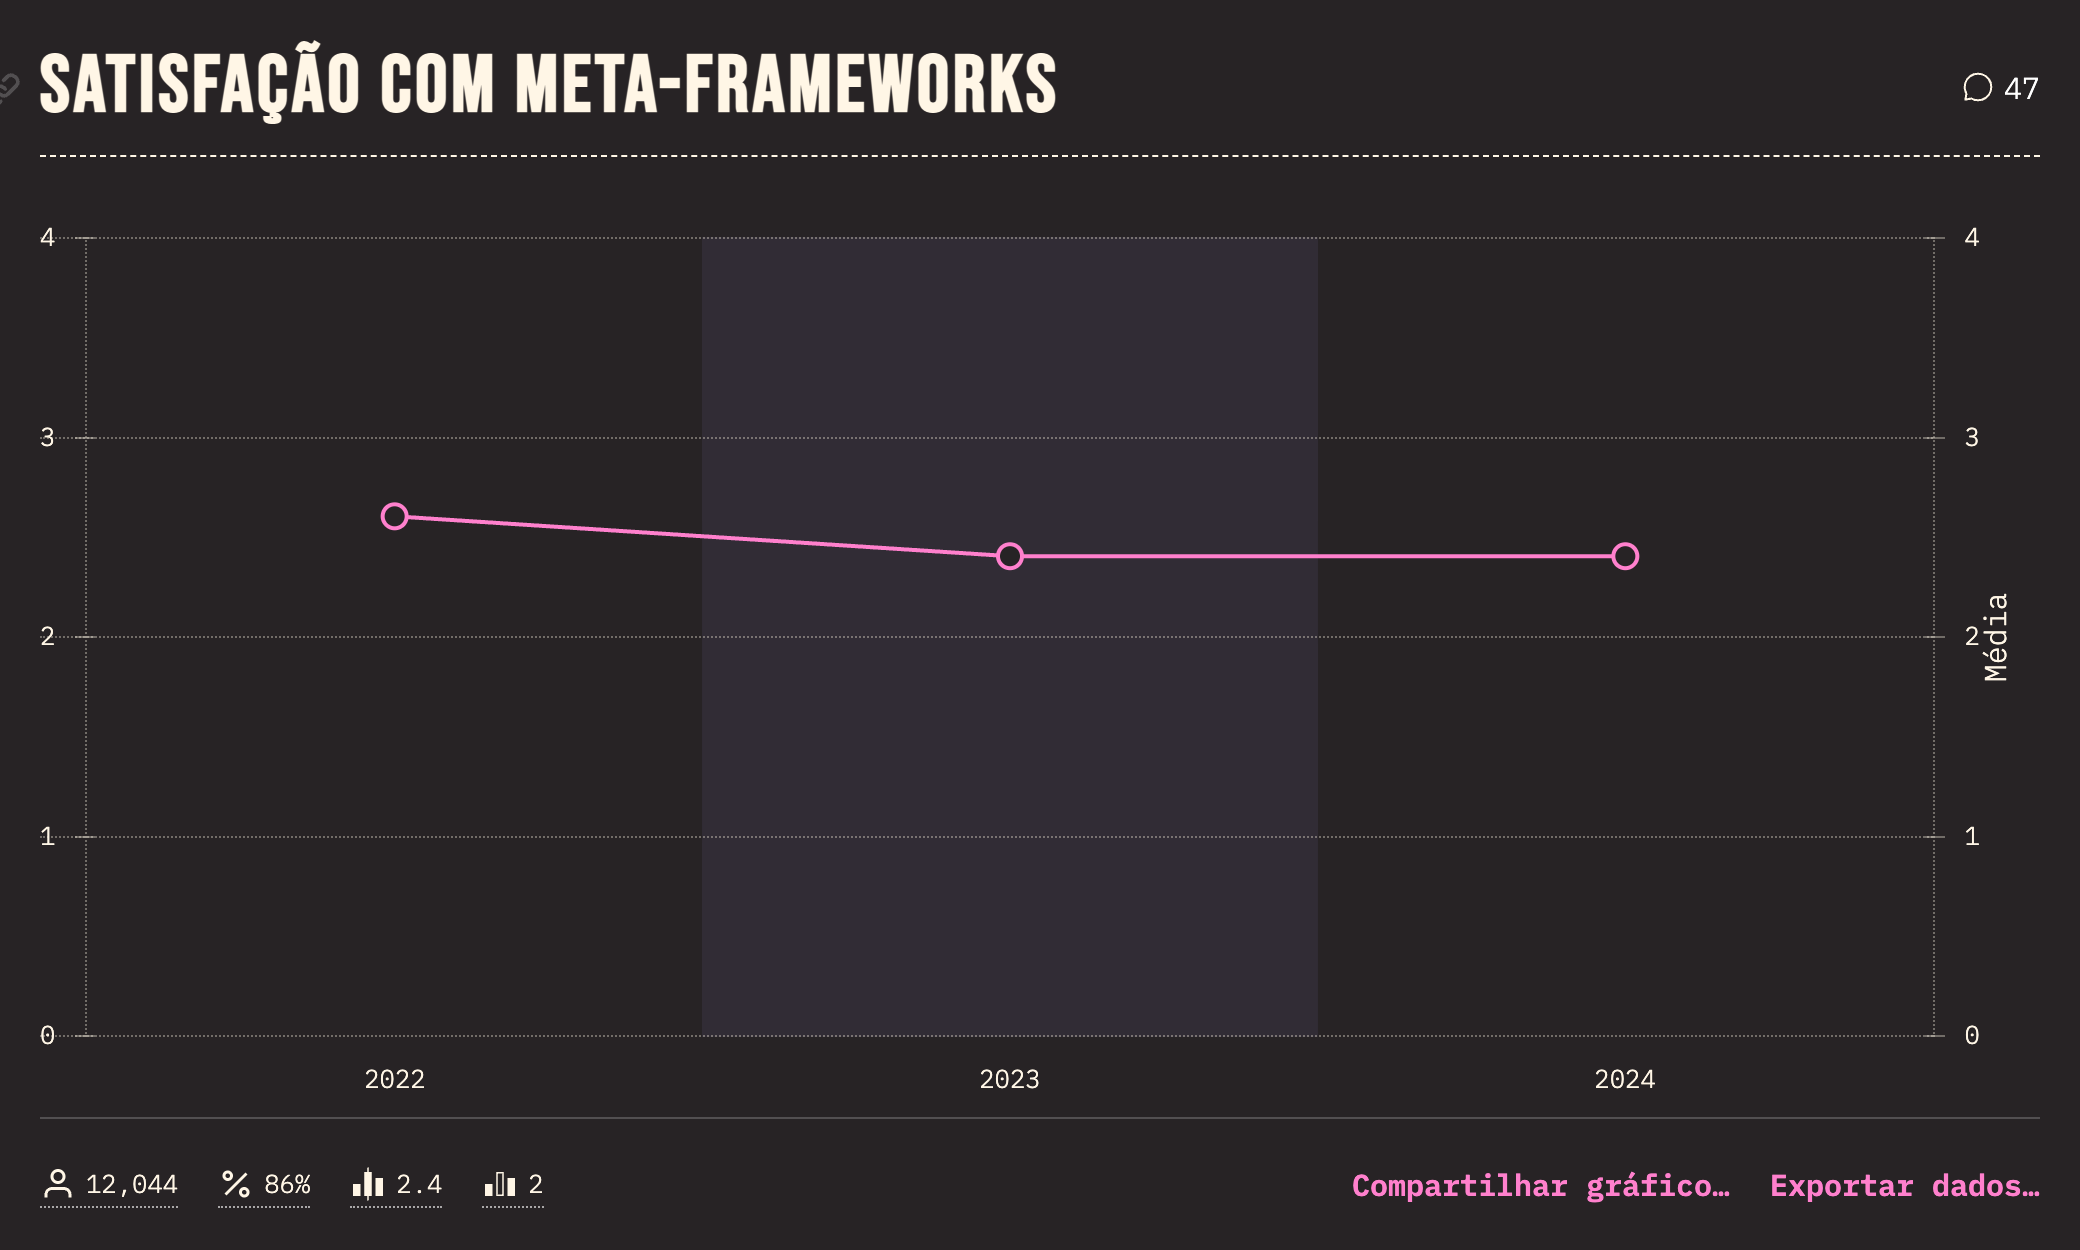 SATISFAÇÃO COM META-FRAMEWORKS
47
4 4
3 3
2 2
Média
1 1
0 0
2022 2023 2024
12,044 86% 2.4 2 Compartilhar gráfico… Exportar dados…